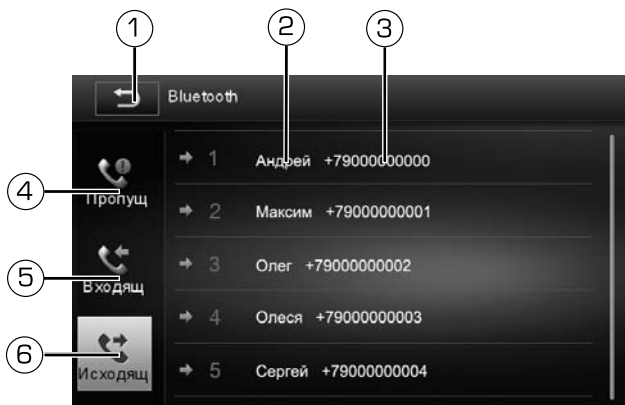 1 2 3
Bluetooth
1 Андрей +79000000000
4
Пропущ
2 Максим +79000000001
5
Входящ
3 Олег +79000000002
4 Олеся +79000000003
6
Исходящ
5 Сергей +79000000004